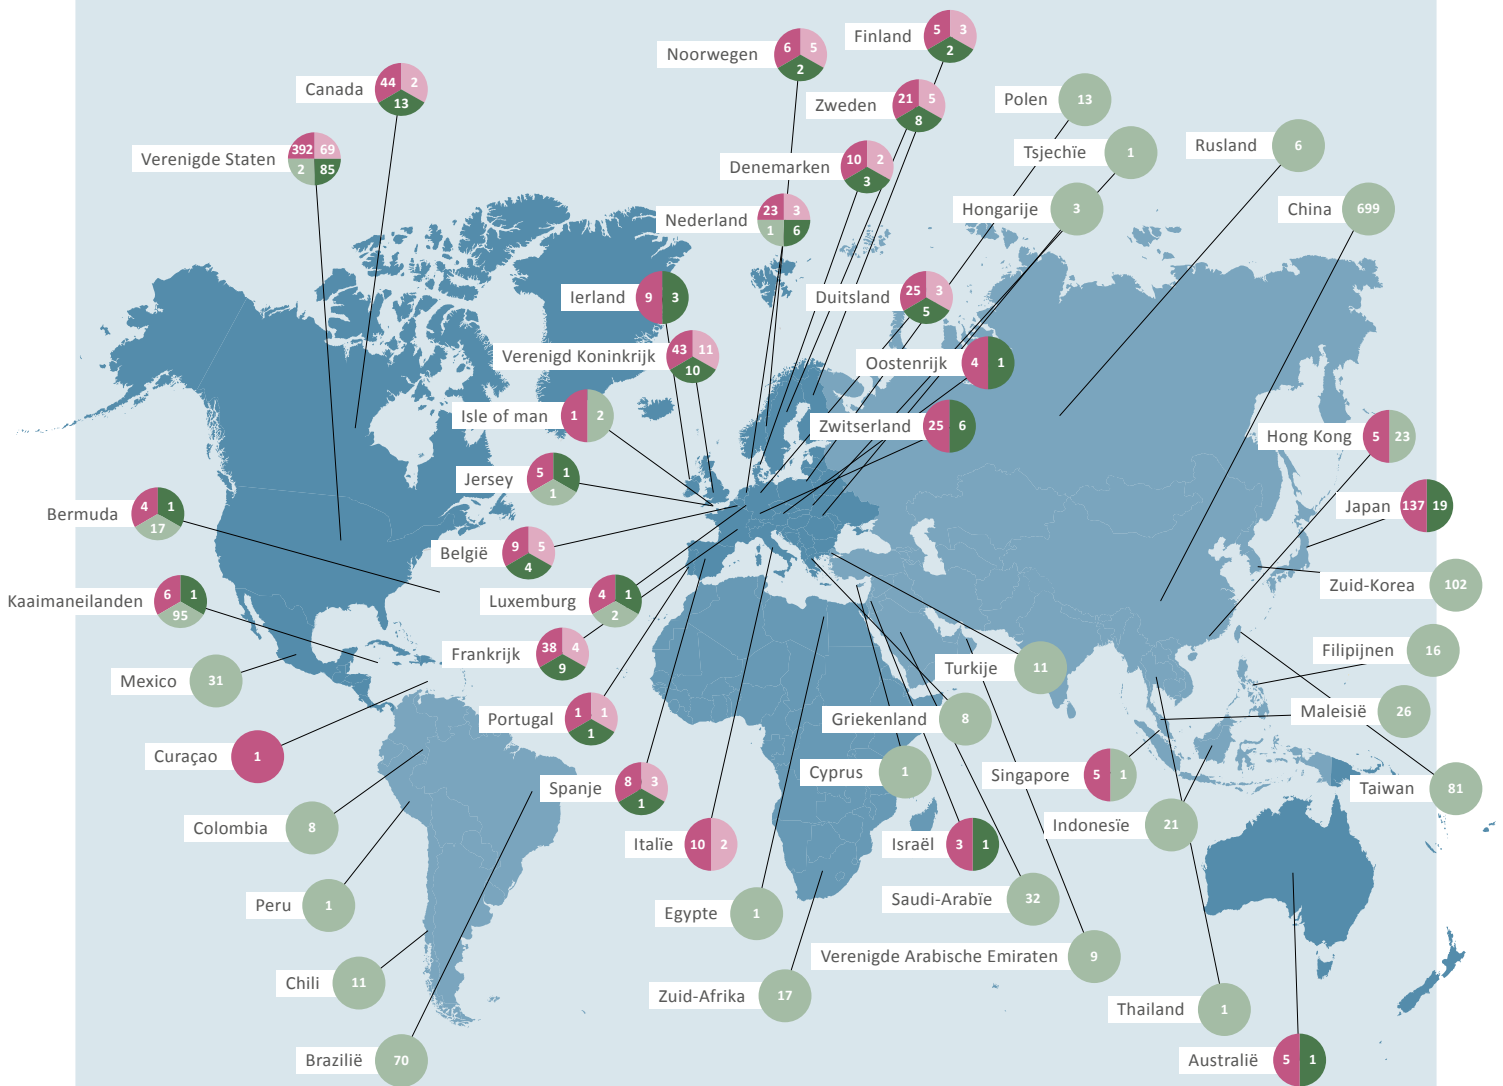 Finland
5 3
2
Noorwegen
6 5
2
Canada
44 2
13
Zweden
21 5
8
Polen
13
Verenigde Staten
392 69
2 85
Denemarken
10 2
3
Tsjechïe
1
Rusland
6
Nederland
23 3
1 6
Hongarije
3
China
699
Ierland
9 3
Duitsland
25 3
5
Verenigd Koninkrijk
43 11
10
Oostenrijk
4 1
Isle of man
1 2
Zwitserland
25 6
Hong Kong
5 23
Jersey
5 1
1
Bermuda
4 1
17
Japan
137 19
België
9 5
4
Kaaimaneilanden
6 1
95
Luxemburg
4 1
2
Zuid-Korea
102
Frankrijk
38 4
9
Filipijnen
16
Mexico
31
Turkije
11
Portugal
1 1
1
Griekenland
8
Maleisië
26
Curaçao
1
Cyprus
1
Singapore
5 1
Spanje
8 3
1
Taiwan
81
Colombia
8
Indonesïe
21
Italïe
10 2
Israël
3 1
Peru
1
Egypte
1
Saudi-Arabïe
32
Verenigde Arabische Emiraten
9
Chili
11
Zuid-Afrika
17
Thailand
1
Brazilië
70
Australië
5 1